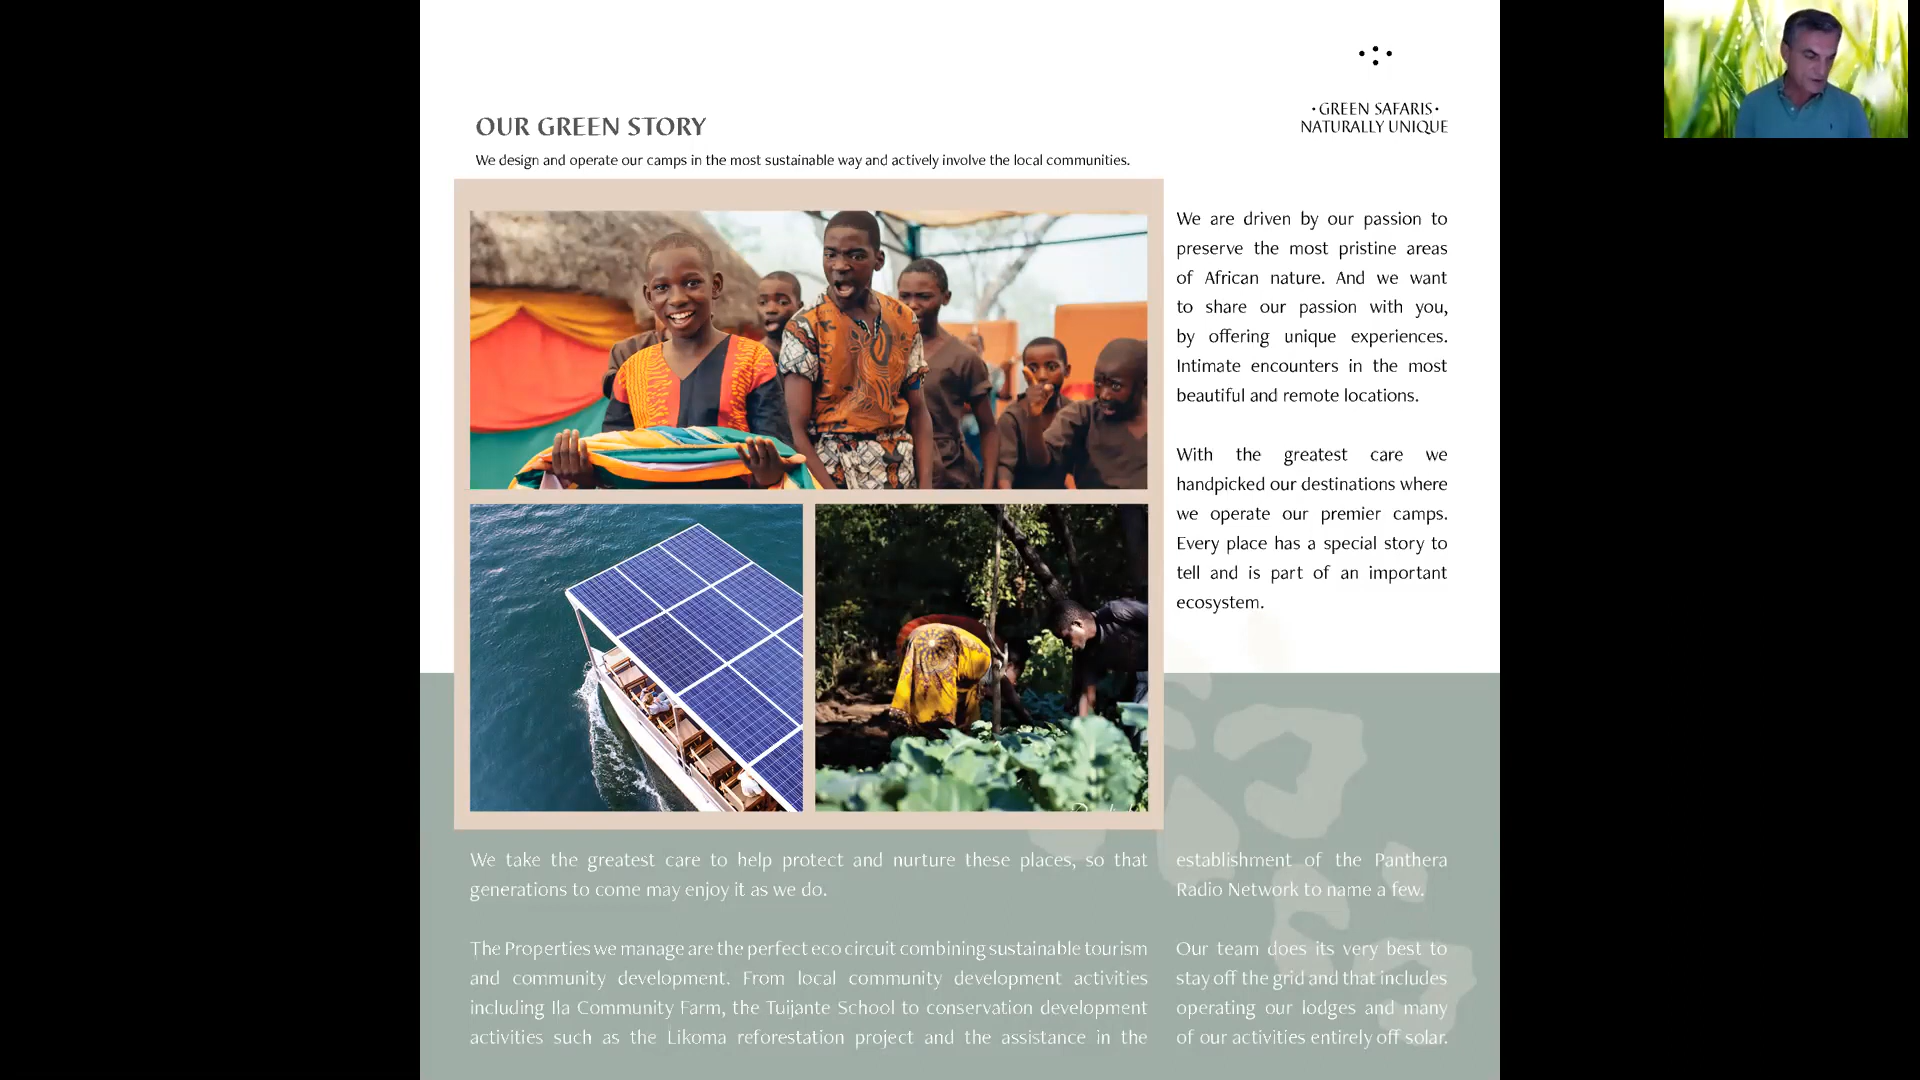 ·GREEN SAFARIS·
NATURALLY UNIQUE
OUR GREEN STORY
We design and operate our camps in the most sustainable way and actively involve the local communities.
We are driven by our passion to
preserve the most pristine areas
of African nature. And we want
to share our passion with you,
by offering unique experiences.
Intimate encounters in the most
beautiful and remote locations.
With the greatest care we
handpicked our destinations where
we operate our premier camps.
Every place has a special story to
tell and is part of an important
ecosystem.
We take the greatest care to help protect and nurture these places, so that
generations to come may enjoy it as we do.
The Properties we manage are the perfect eco circuit combining sustainable tourism
and community development. From local community development activities
including Ila Community Farm, the Tuijante School to conservation development
activities such as the Likoma reforestation project and the assistance in the
establishment of the Panthera
Radio Network to name a few.
Our team does its very best to
stay off the grid and that includes
operating our lodges and many
of our activities entirely off solar.